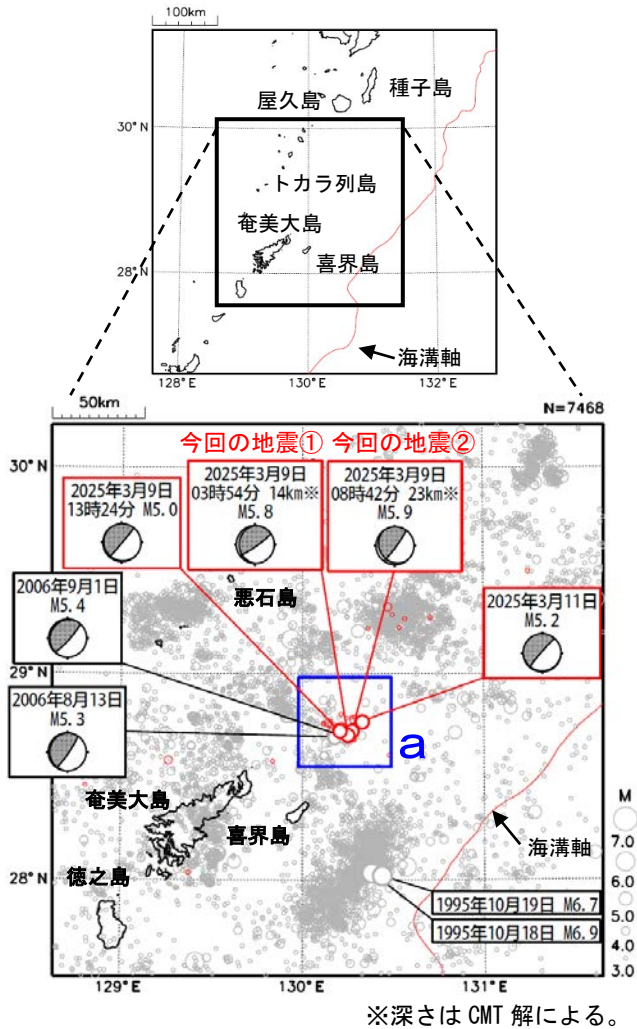 100km
屋久島
種子島
30°N
トカラ列島
奄美大島
喜界島
28°N
海溝軸
128°E
130°E
132°E
50km
N=7468
今回の地震① 今回の地震②
30°N
2025年3月9日
13時24分 M5.0
2025年3月9日
03時54分 14km※
M5.8
2025年3月9日
08時42分 23km※
M5.9
2006年9月1日
M5.4
悪石島
2025年3月11日
M5.2
29°N
2006年8月13日
M5.3
a
奄美大島
喜界島
徳之島
海溝軸
M
7.0
6.0
5.0
4.0
3.0
28°N
1995年10月19日 M6.7
1995年10月18日 M6.9
129°E
130°E
131°E
※深さは CMT 解による。